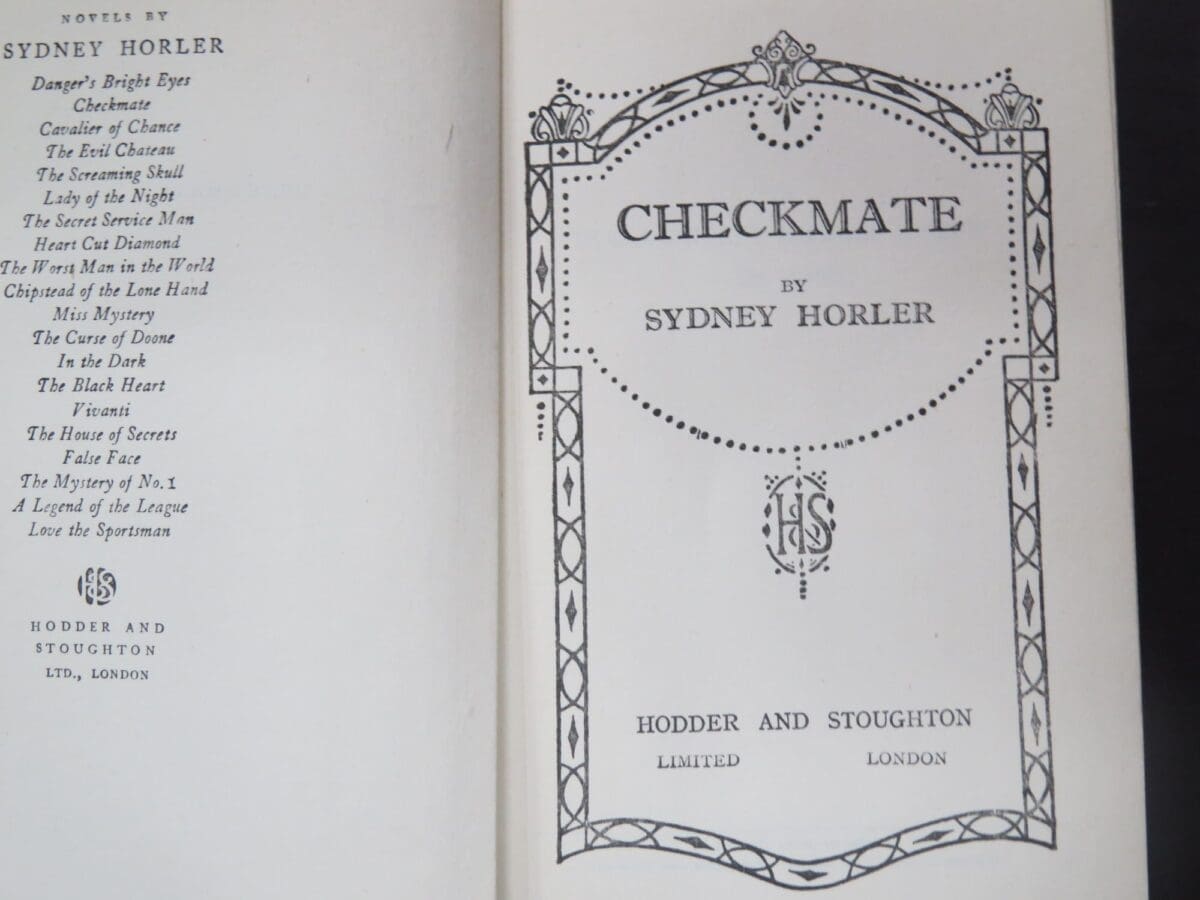 NOVELS BY
SYDNEY HORLER
Danger's Bright Eyes
Checkmate
Cavalier of Chance
The Evil Chateau
The Screaming Skull
Lady of the Night
The Secret Service Man
Heart Cut Diamond
The Worst Man in the World
Chipstead of the Lone Hand
Miss Mystery
The Curse of Doone
In the Dark
The Black Heart
Vivanti
The House of Secrets
False Face
The Mystery of No. 1
A Legend of the League
Love the Sportsman
HS
HODDER AND
STOUGHTON
LTD., LONDON
CHECKMATE
BY
SYDNEY HORLER
HS
HODDER AND STOUGHTON
LIMITED LONDON